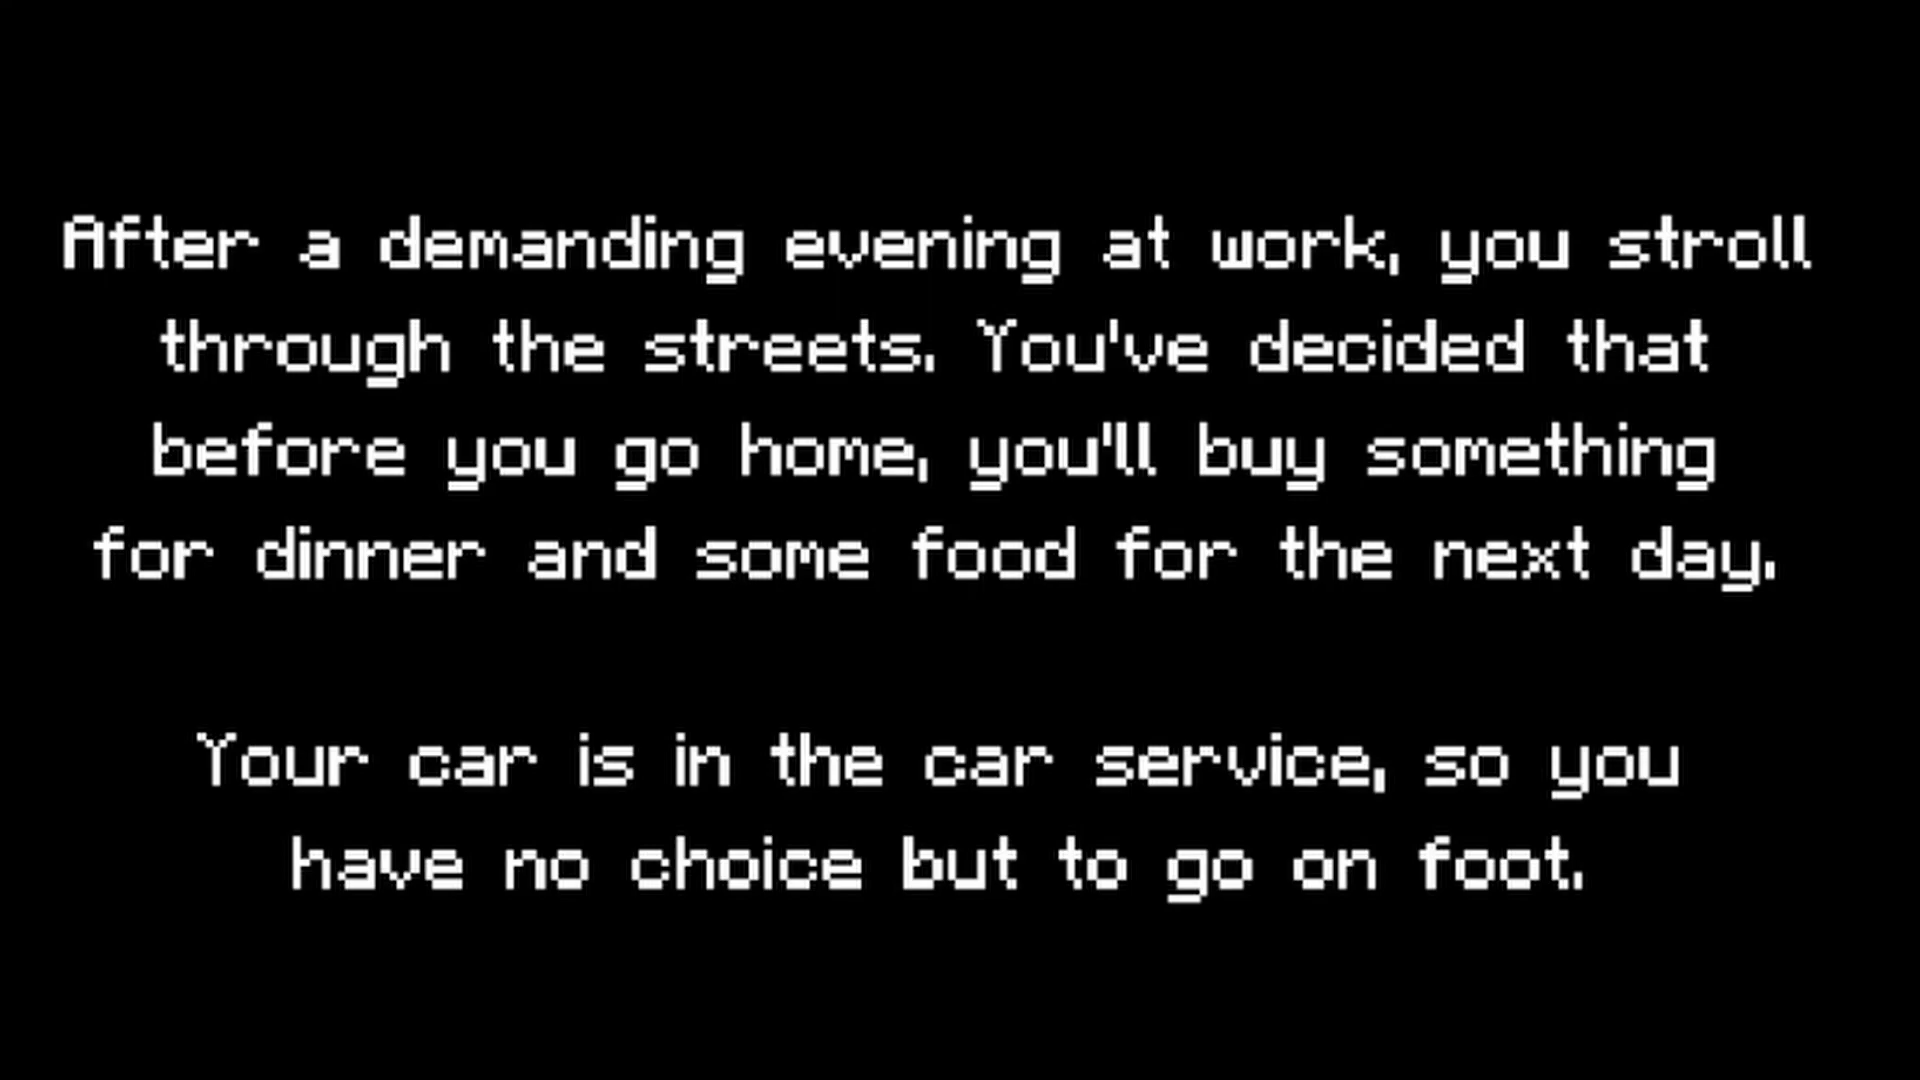 After a demanding evening at work, you stroll
through the streets. You've decided that
before you go home, you'll buy something
for dinner and some food for the next day.
Your car is in the car service, so you
have no choice but to go on foot.